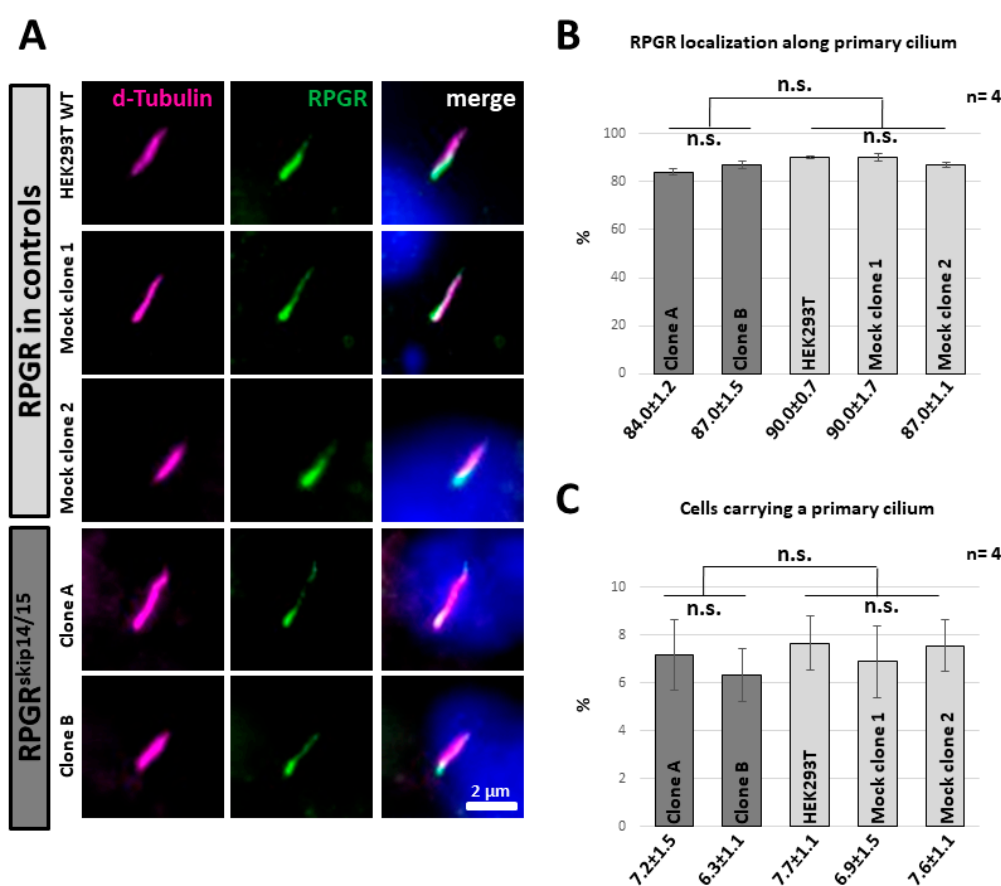 A
d-Tubulin
RPGR
merge
RPGR in controls
HEK293T WT
Mock clone 1
Mock clone 2
RPGRskip14/15
Clone A
Clone B
2 µm
B
RPGR localization along primary cilium
n.s.
n= 4
n.s.
n.s.
100
80
60
40
20
0
%
Clone A
Clone B
HEK293T
Mock clone 1
Mock clone 2
84.0±1.2
87.0±1.5
90.0±0.7
90.0±1.7
87.0±1.1
C
Cells carrying a primary cilium
n.s.
n= 4
n.s.
n.s.
10
8
6
4
2
0
%
Clone A
Clone B
HEK293T
Mock clone 1
Mock clone 2
7.2±1.5
6.3±1.1
7.7±1.1
6.9±1.5
7.6±1.1